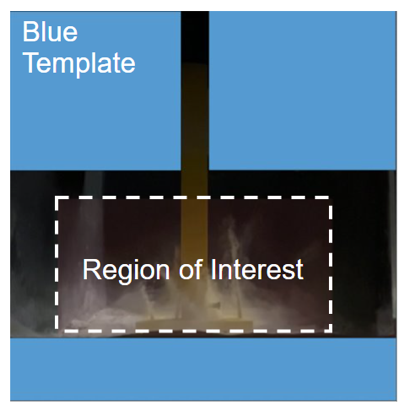 Blue
Template
Region of Interest